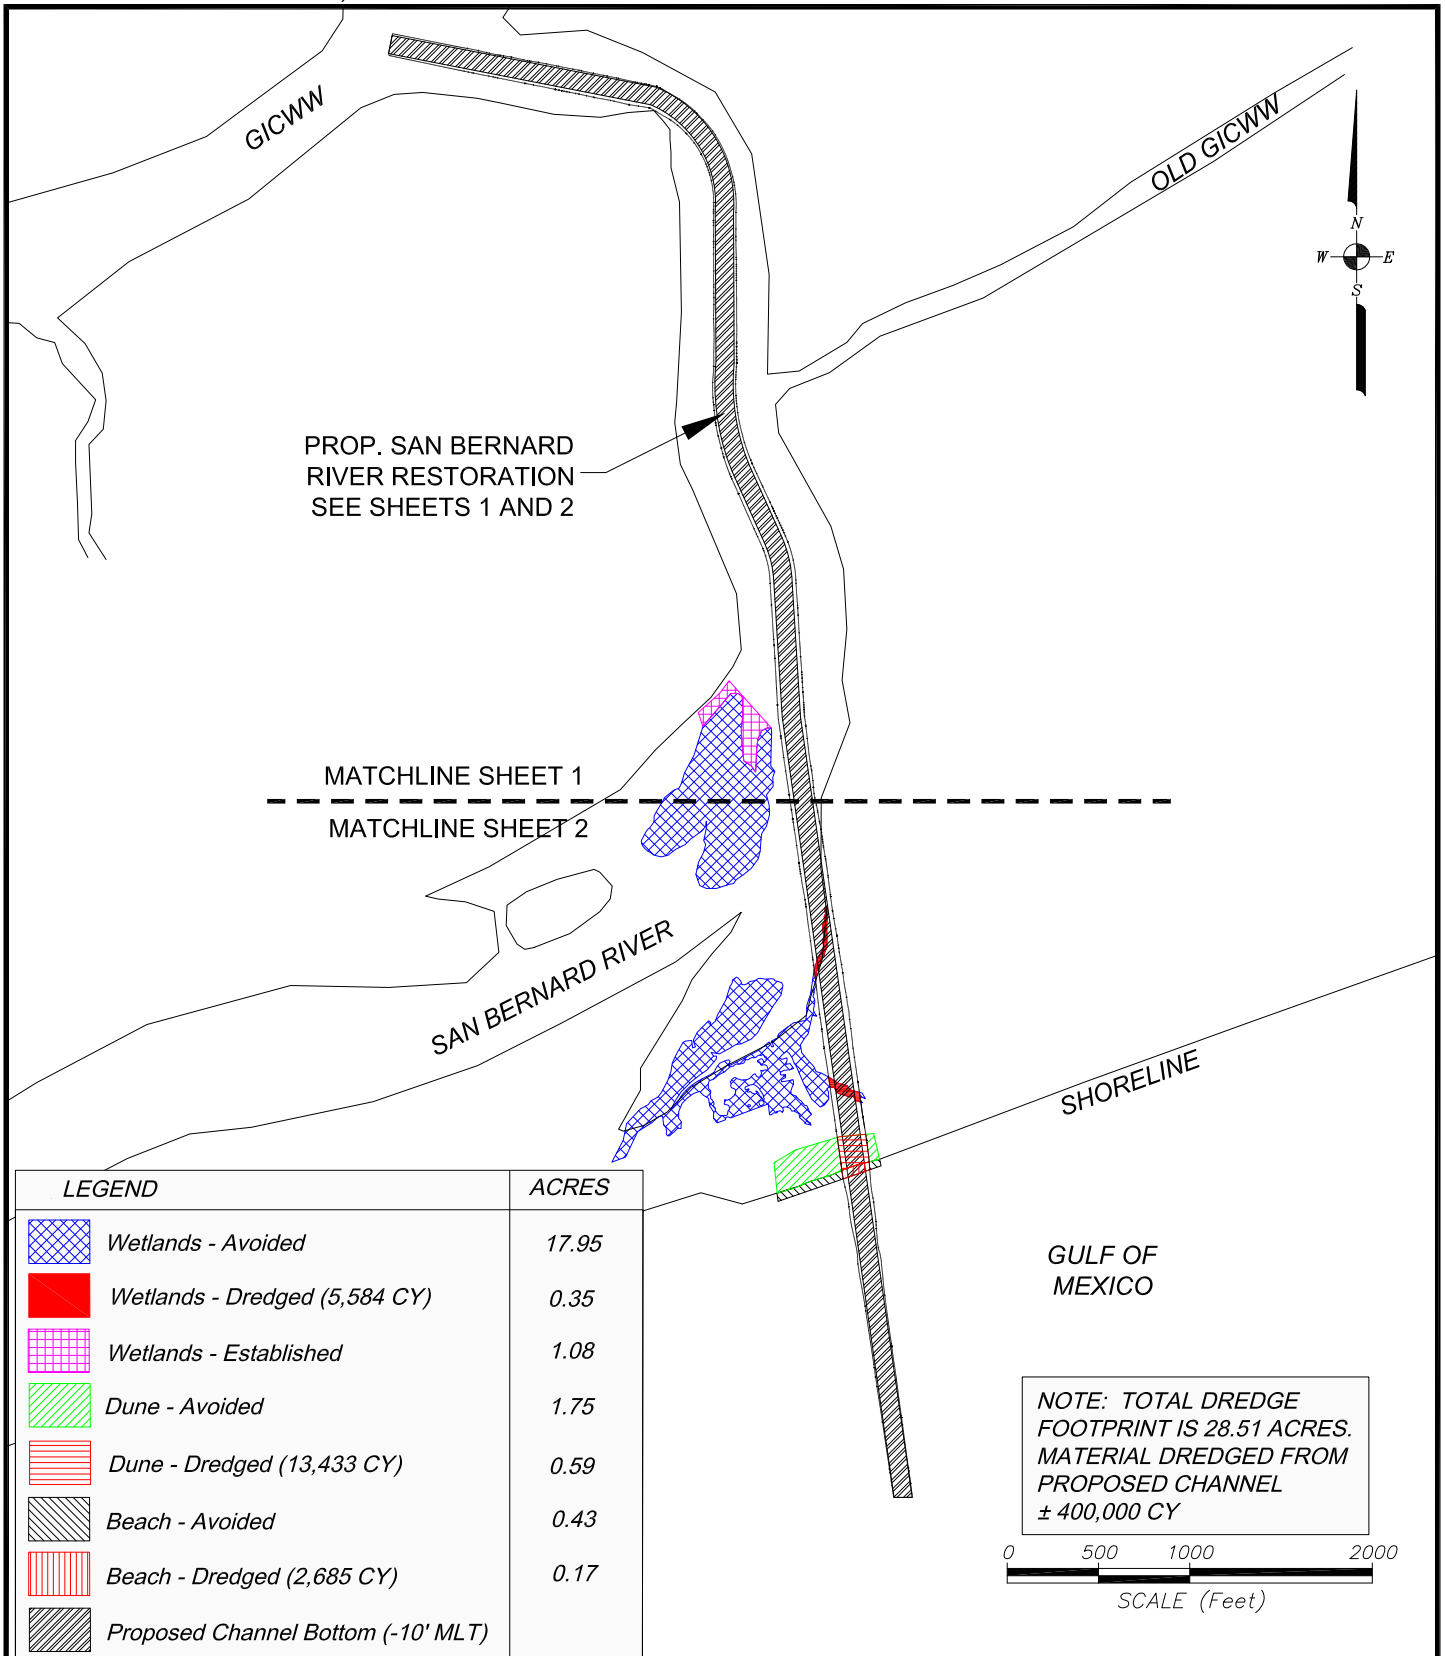 GICWW
OLD GICWW
N
W
E
S
PROP. SAN BERNARD
RIVER RESTORATION
SEE SHEETS 1 AND 2
MATCHLINE SHEET 1
MATCHLINE SHEET 2
SAN BERNARD RIVER
SHORELINE
GULF OF
MEXICO
LEGEND ACRES
Wetlands - Avoided 17.95
Wetlands - Dredged (5,584 CY) 0.35
Wetlands - Established 1.08
Dune - Avoided 1.75
Dune - Dredged (13,433 CY) 0.59
Beach - Avoided 0.43
Beach - Dredged (2,685 CY) 0.17
Proposed Channel Bottom (-10' MLT)
NOTE: TOTAL DREDGE
FOOTPRINT IS 28.51 ACRES.
MATERIAL DREDGED FROM
PROPOSED CHANNEL
± 400,000 CY
0 500 1000 2000
SCALE (Feet)